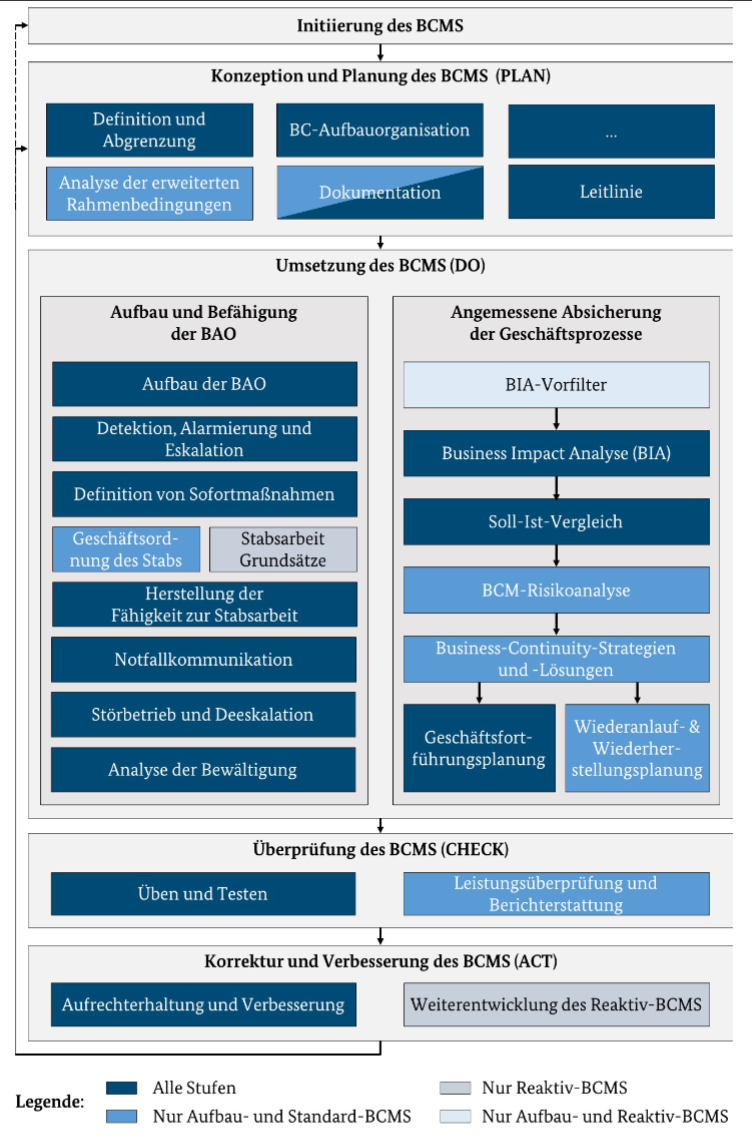 Initiierung des BCMS
Konzeption und Planung des BCMS (PLAN)
Definition und
Abgrenzung
BC-Aufbauorganisation
...
Analyse der erweiterten
Rahmenbedingungen
Dokumentation
Leitlinie
Umsetzung des BCMS (DO)
Aufbau und Befähigung
der BAO
Aufbau der BAO
Detektion, Alarmierung und
Eskalation
Definition von Sofortmaßnahmen
Geschäftsord-
nung des Stabs
Stabsarbeit
Grundsätze
Herstellung der
Fähigkeit zur Stabsarbeit
Notfallkommunikation
Störbetrieb und Deeskalation
Analyse der Bewältigung
Angemessene Absicherung
der Geschäftsprozesse
BIA-Vorfilter
Business Impact Analyse (BIA)
Soll-Ist-Vergleich
BCM-Risikoanalyse
Business-Continuity-Strategien
und -Lösungen
Geschäftsfort-
führungsplanung
Wiederanlauf- &
Wiederher-
stellungsplanung
Überprüfung des BCMS (CHECK)
Üben und Testen
Leistungsüberprüfung und
Berichterstattung
Korrektur und Verbesserung des BCMS (ACT)
Aufrechterhaltung und Verbesserung
Weiterentwicklung des Reaktiv-BCMS
Legende:
Alle Stufen
Nur Reaktiv-BCMS
Nur Aufbau- und Standard-BCMS
Nur Aufbau- und Reaktiv-BCMS